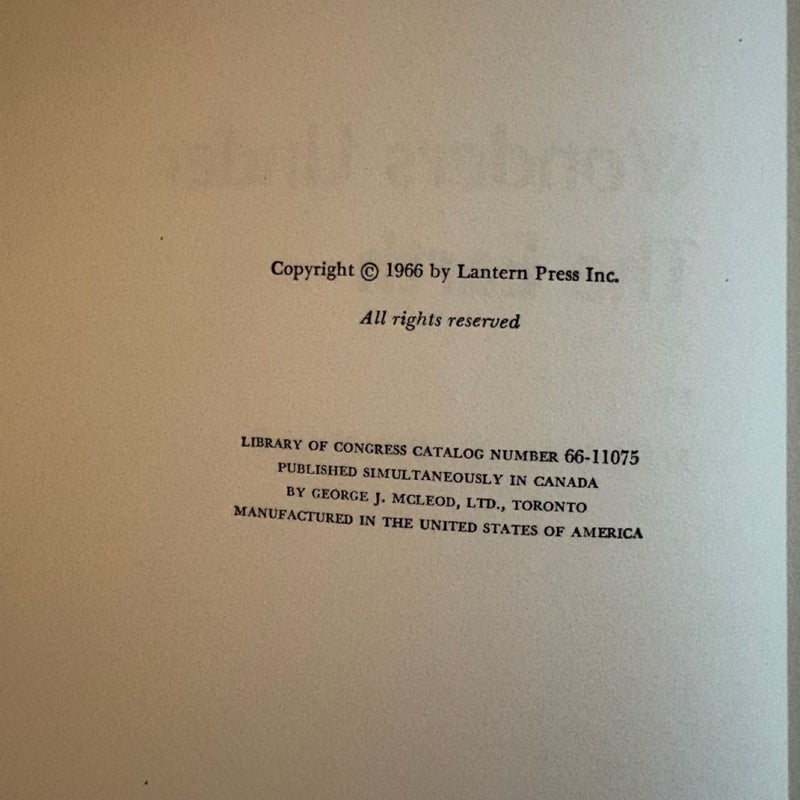 Copyright © 1966 by Lantern Press Inc.
All rights reserved
LIBRARY OF CONGRESS CATALOG NUMBER 66-11075
PUBLISHED SIMULTANEOUSLY IN CANADA
BY GEORGE J. MCLEOD, LTD., TORONTO
MANUFACTURED IN THE UNITED STATES OF AMERICA